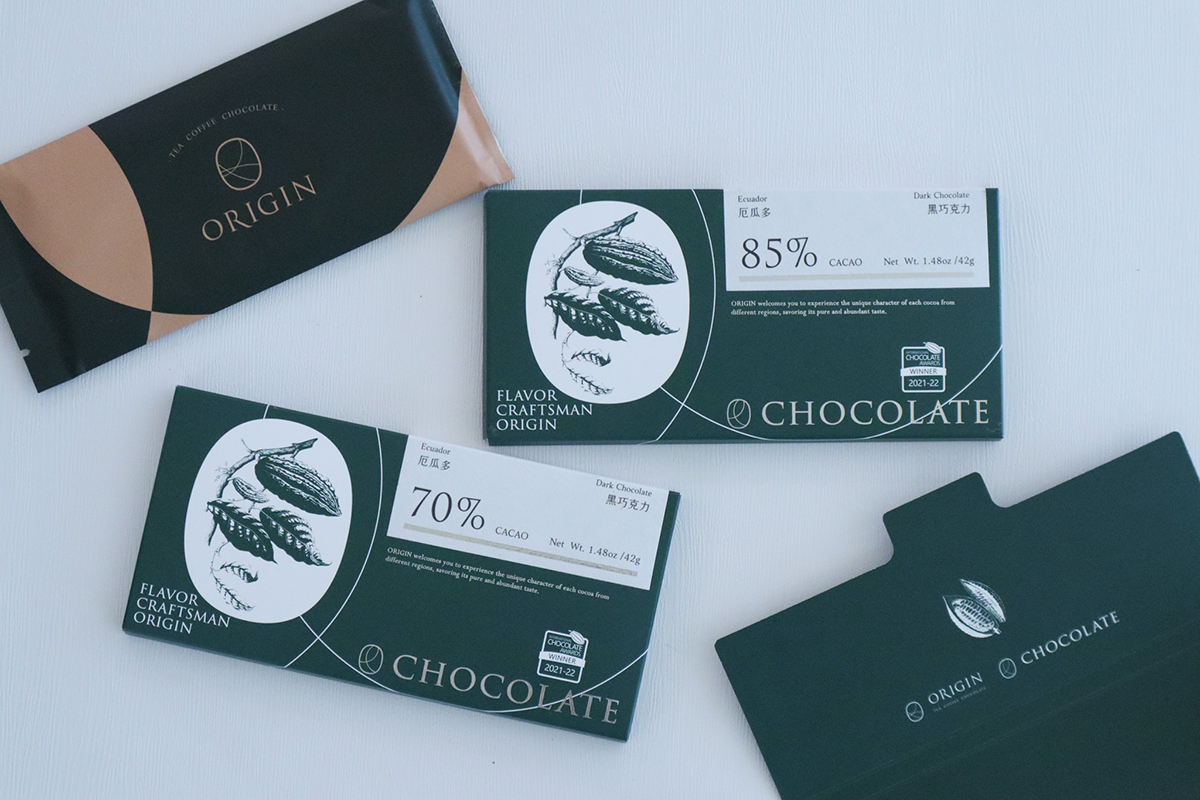 TEA COFFEE CHOCOLATE.
ORIGIN
Ecuador
厄瓜多
Dark Chocolate
黑巧克力
85% CACAO Net Wt. 1.48oz /42g
ORIGIN welcomes you to experience the unique character of each cocoa from
different regions, savoring its pure and abundant taste.
INTERNATIONAL
CHOCOLATE
AWARDS
WINNER
2021-22
FLAVOR
CRAFTSMAN
ORIGIN
CHOCOLATE
Ecuador
厄瓜多
Dark Chocolate
黑巧克力
70% CACAO Net Wt. 1.48oz /42g
ORIGIN welcomes you to experience the unique character of each cocoa from
different regions, savoring its pure and abundant taste.
INTERNATIONAL
CHOCOLATE
AWARDS
WINNER
2021-22
FLAVOR
CRAFTSMAN
ORIGIN
CHOCOLATE
ORIGIN
TEA COFFEE CHOCOLATE
CHOCOLATE